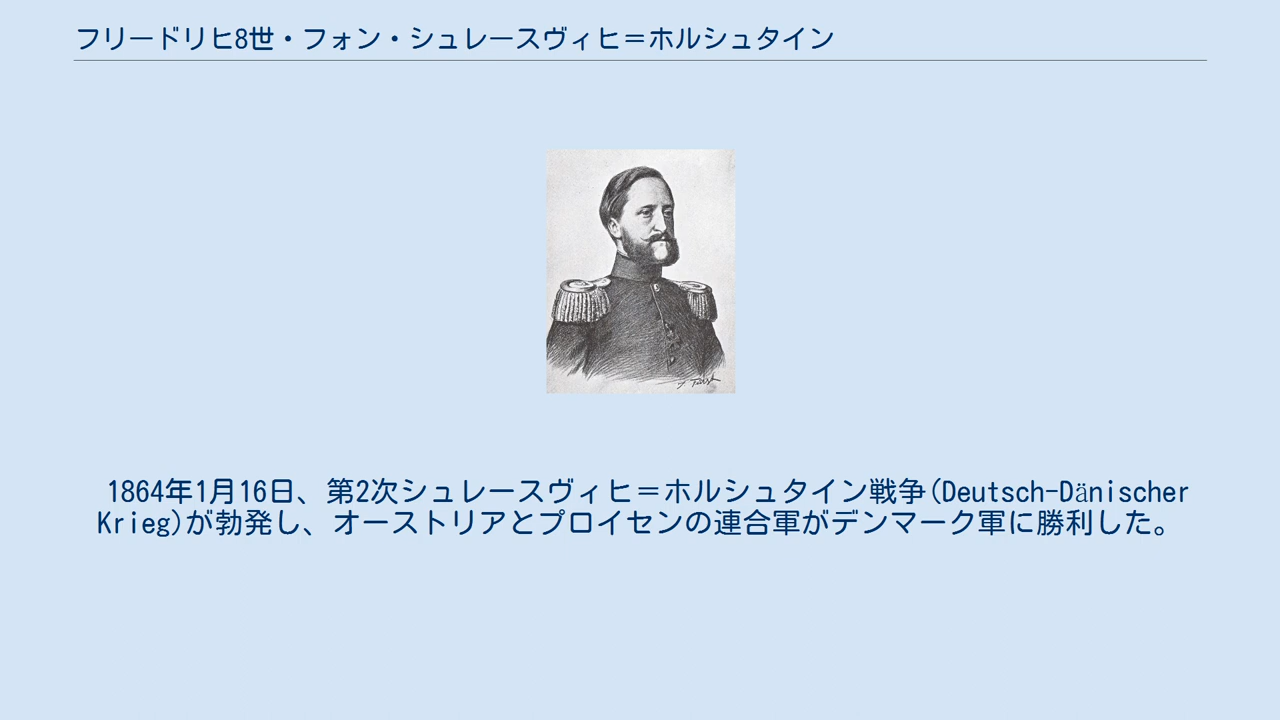 フリードリヒ8世・フォン・シュレースヴィヒ＝ホルシュタイン
1864年1月16日、第2次シュレースヴィヒ＝ホルシュタイン戦争(Deutsch-Dänischer
Krieg)が勃発し、オーストリアとプロイセンの連合軍がデンマーク軍に勝利した。